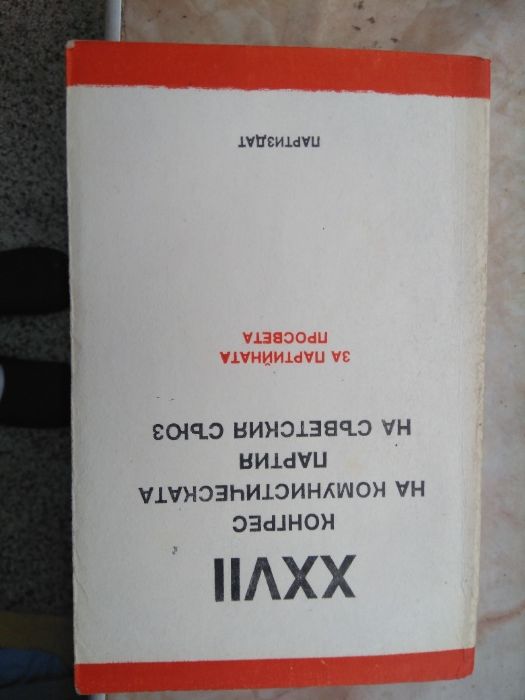 XXVII
КОНГРЕС
НА КОМУНИСТИЧЕСКАТА
ПАРТИЯ
НА СЪВЕТСКИЯ СЪЮЗ
ЗА ПАРТИЙНАТА
ПРОСВЕТА
ПАРТИЗДАТ